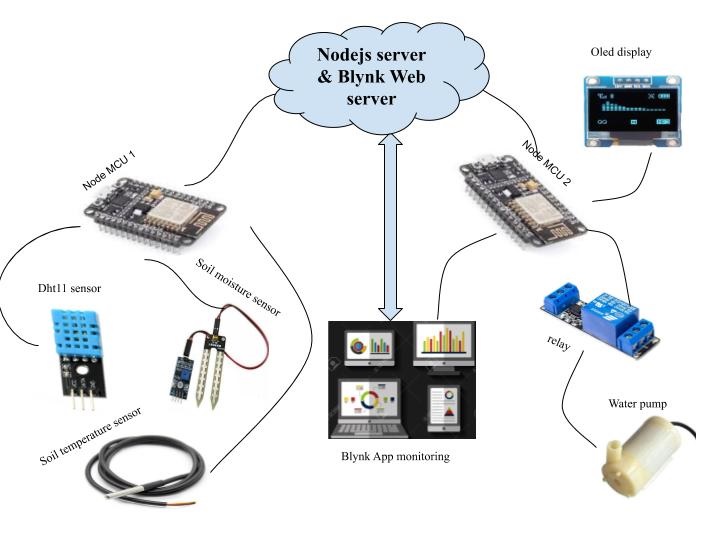 Nodejs server
& Blynk Web
server
Oled display
Node MCU 1
Node MCU 2
Soil moisture sensor
Dht11 sensor
relay
Water pump
Soil temperature sensor
Blynk App monitoring